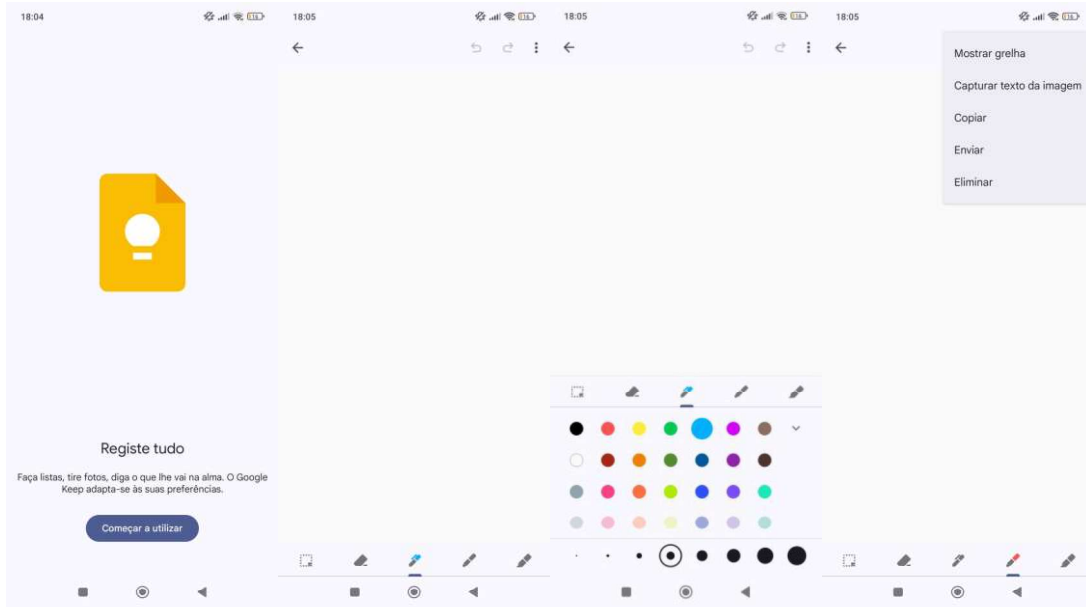 18:04
Registe tudo
Faça listas, tire fotos, diga o que lhe vai na alma. O Google
Keep adapta-se às suas preferências.
Começar a utilizar
18:05
18:05
18:05
Mostrar grelha
Capturar texto da imagem
Copiar
Enviar
Eliminar